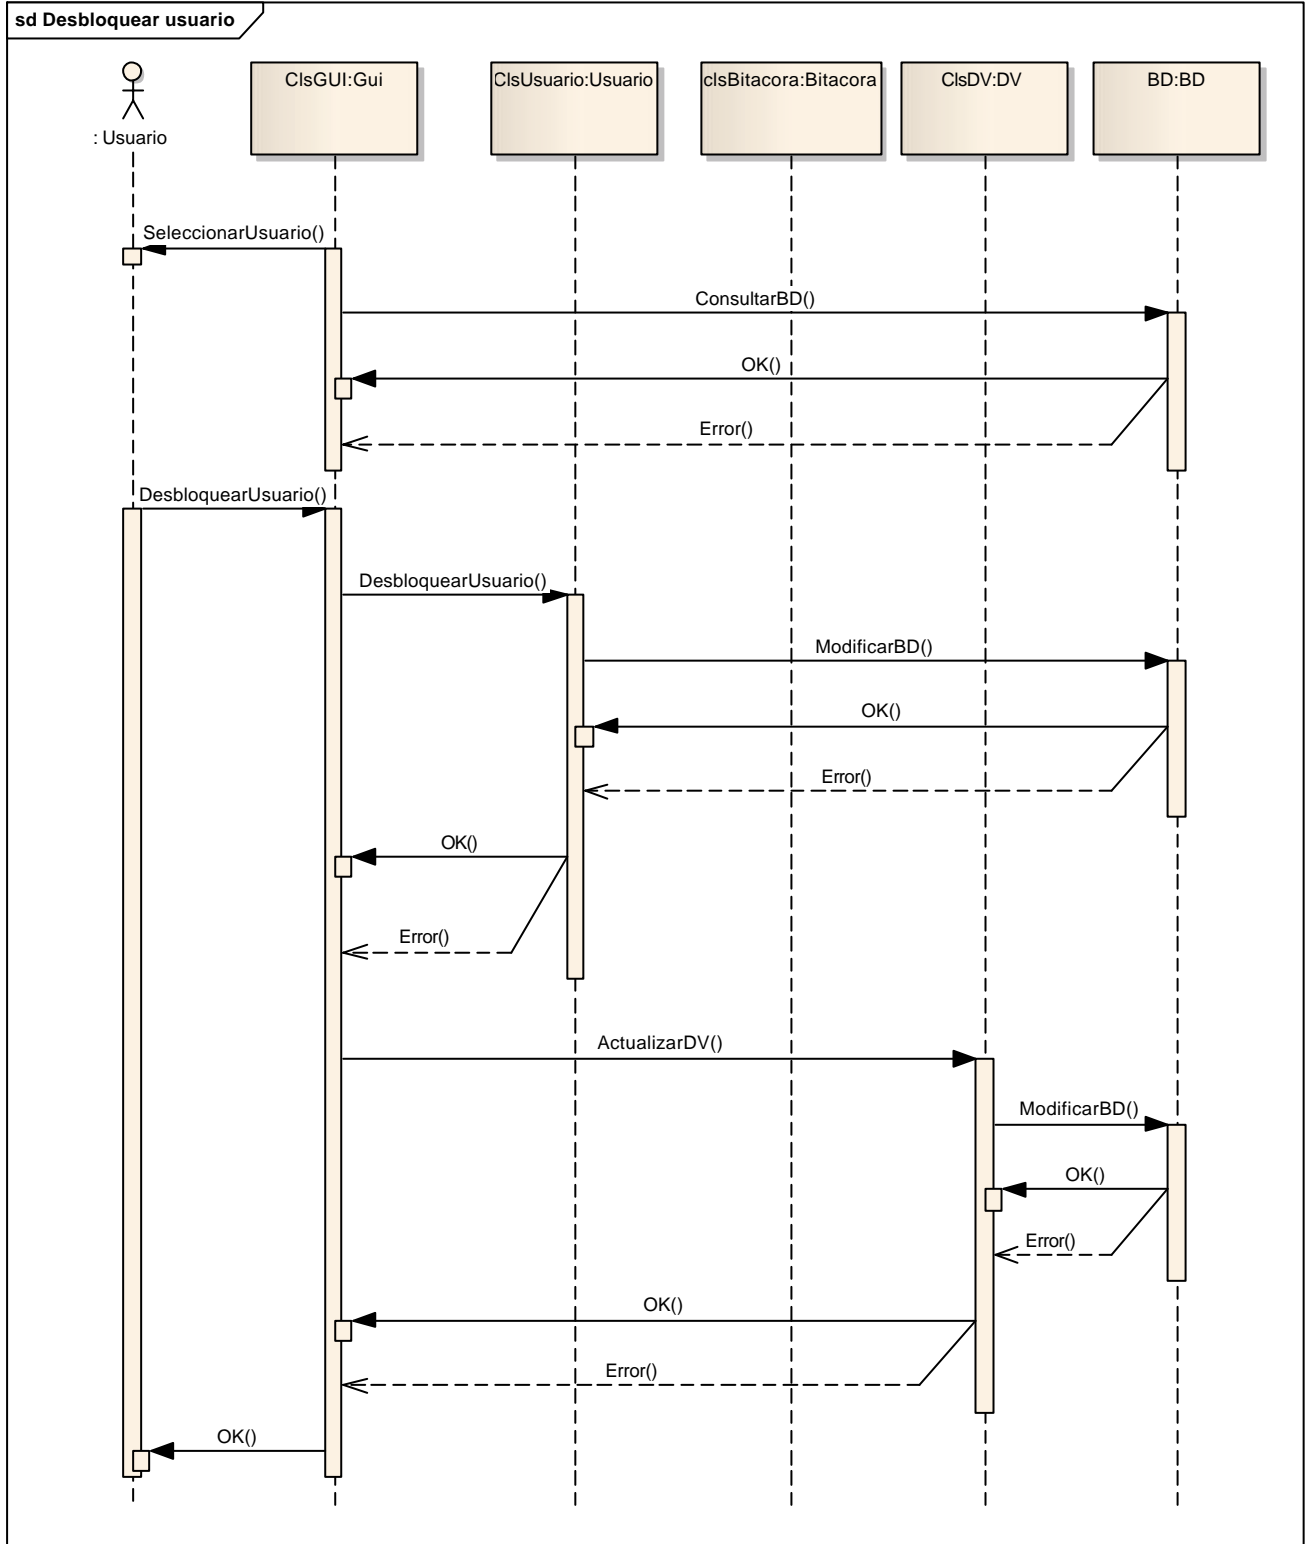 sd Desbloquear usuario
: Usuario
ClsGUI:Gui
ClsUsuario:Usuario
clsBitacora:Bitacora
ClsDV:DV
BD:BD
SeleccionarUsuario()
ConsultarBD()
OK()
Error()
DesbloquearUsuario()
DesbloquearUsuario()
ModificarBD()
OK()
Error()
OK()
Error()
ActualizarDV()
ModificarBD()
OK()
Error()
OK()
Error()
OK()